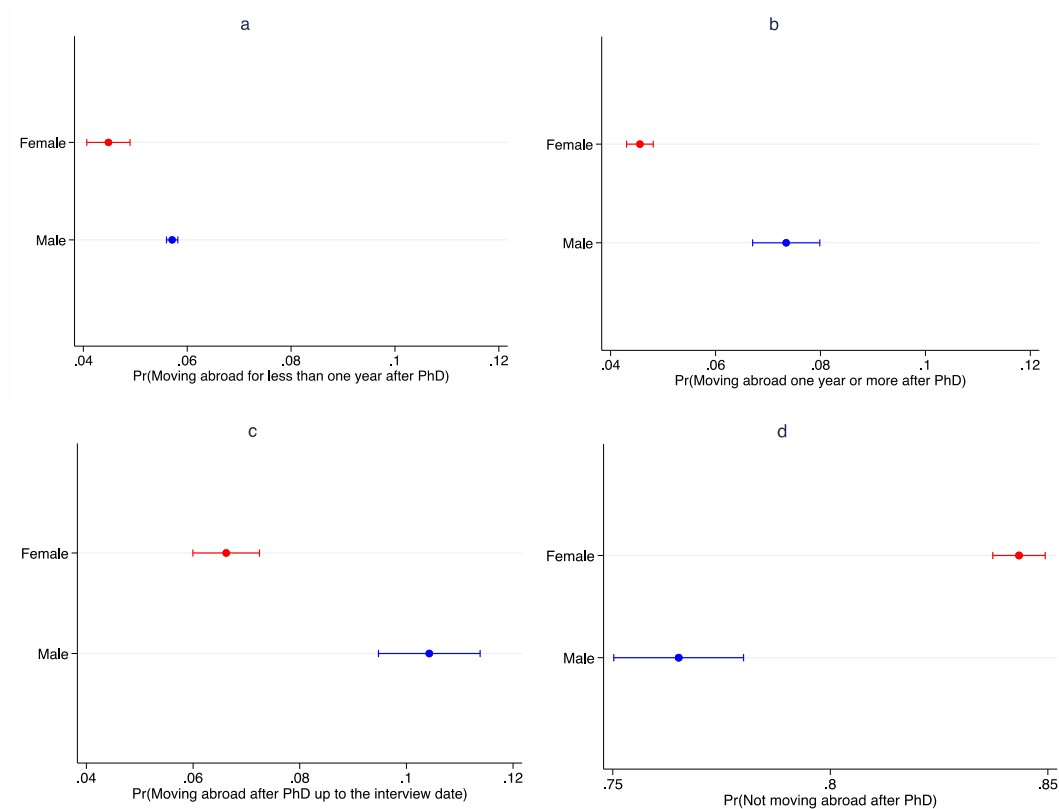 a
Female
Male
.04 .06 .08 .1 .12
Pr(Moving abroad for less than one year after PhD)
b
Female
Male
.04 .06 .08 .1 .12
Pr(Moving abroad one year or more after PhD)
c
Female
Male
.04 .06 .08 .1 .12
Pr(Moving abroad after PhD up to the interview date)
d
Female
Male
.75 .8 .85
Pr(Not moving abroad after PhD)